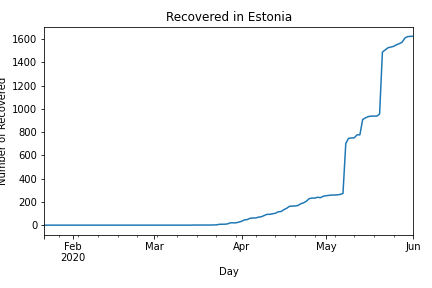 Recovered in Estonia
1600
1400
1200
1000
800
600
400
200
0
Number of Recovered
Feb
2020
Mar
Apr
May
Jun
Day